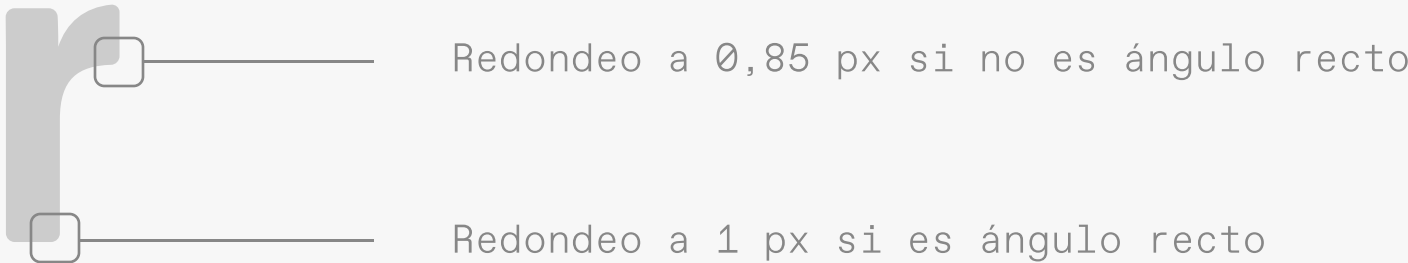 r
Redondeo a 0,85 px si no es ángulo recto
Redondeo a 1 px si es ángulo recto